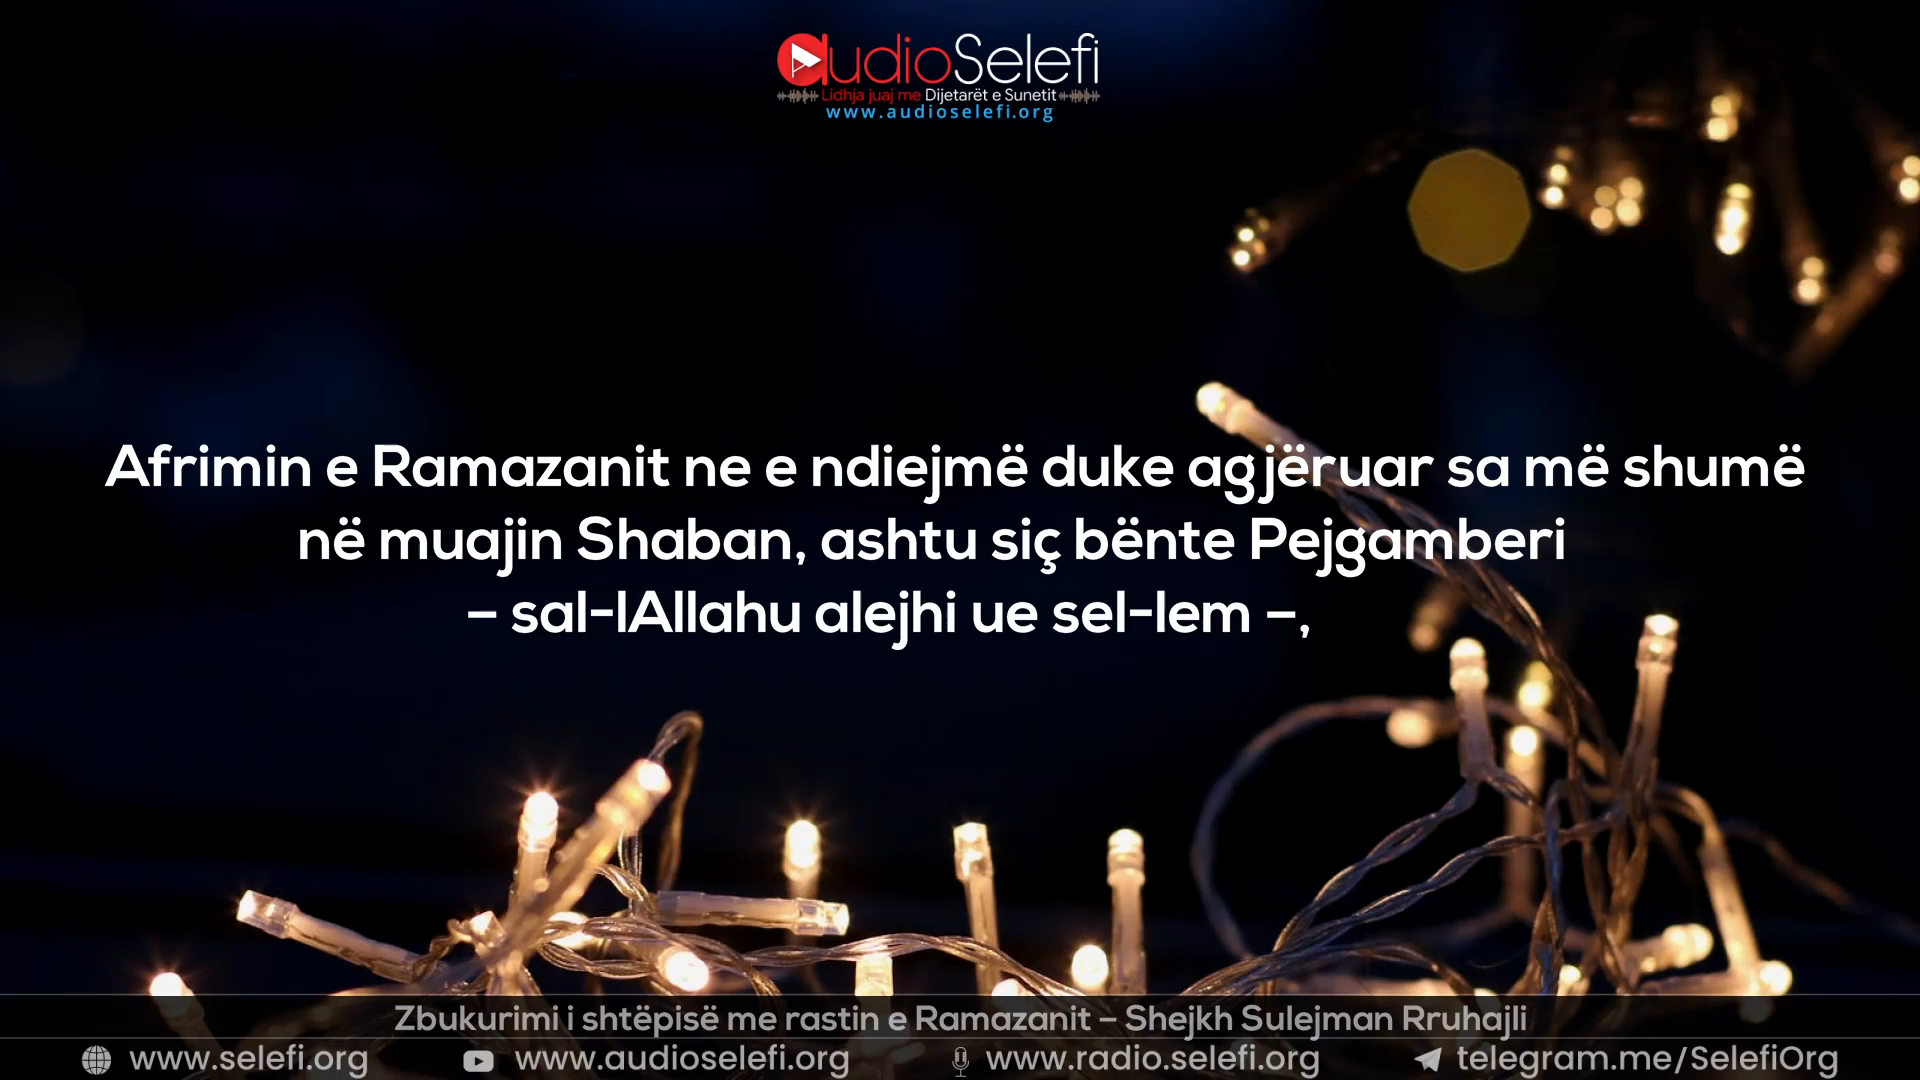 audioSelefi
Lidhja juaj me Dijetarët e Sunetit
www.audioselefi.org
Afrimin e Ramazanit ne e ndiejmë duke agjëruar sa më shumë
në muajin Shaban, ashtu siç bënte Pejgamberi
– sal-lAllahu alejhi ue sel-lem –,
Zbukurimi i shtëpisë me rastin e Ramazanit – Shejkh Sulejman Rruhajli
www.selefi.org www.audioselefi.org www.radio.selefi.org telegram.me/SelefiOrg